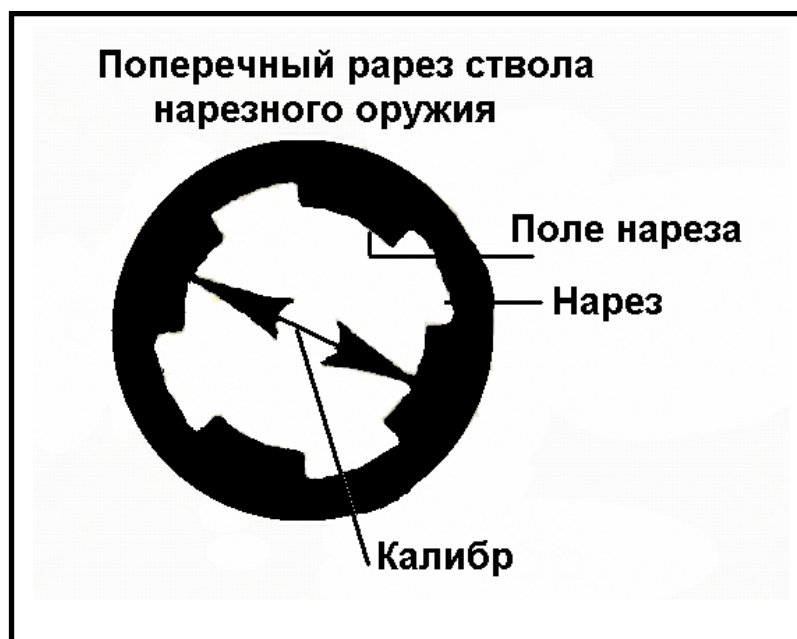 Поперечный рарез ствола
нарезного оружия
Поле нареза
Нарез
Калибр